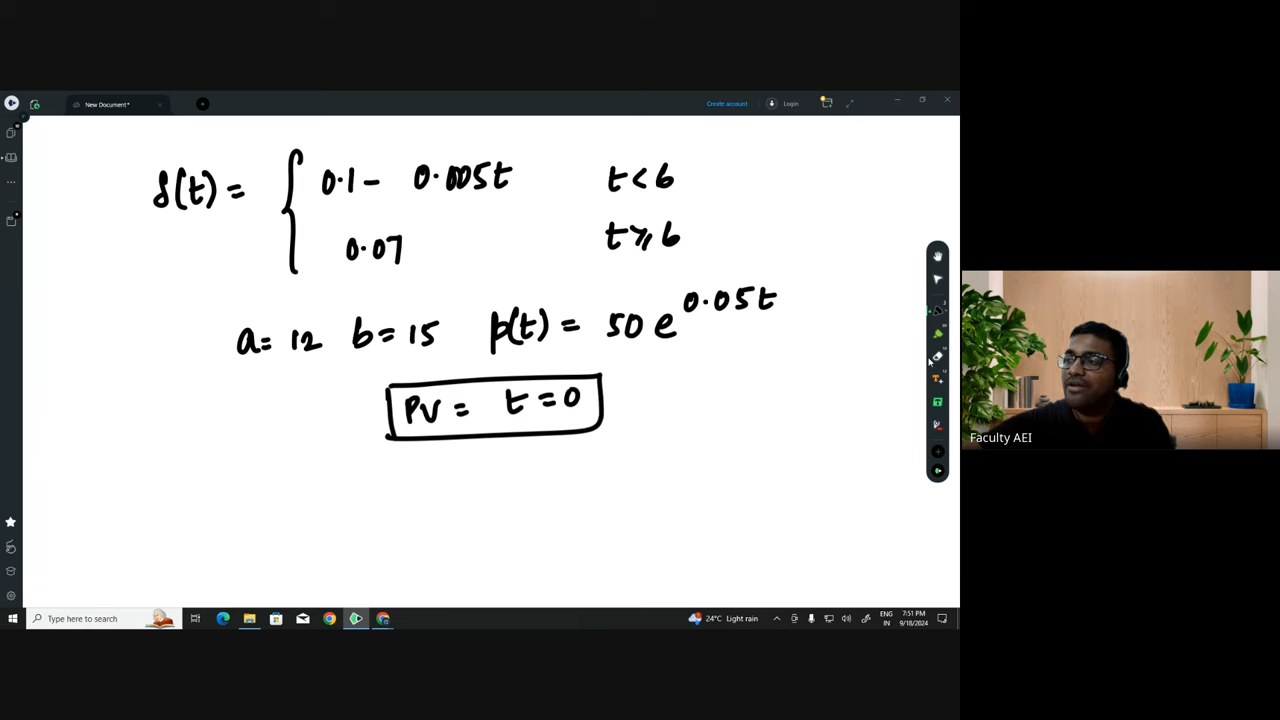 New Document*
Create account
Login
δ(t) = { 0.1 - 0.005t t < 6
0.07 t ⩾ 6
a = 12 b = 15 p(t) = 50 e^0.05t
PV = t = 0
Faculty AEI
Type here to search
24°C Light rain
ENG
IN
7:51 PM
9/18/2024